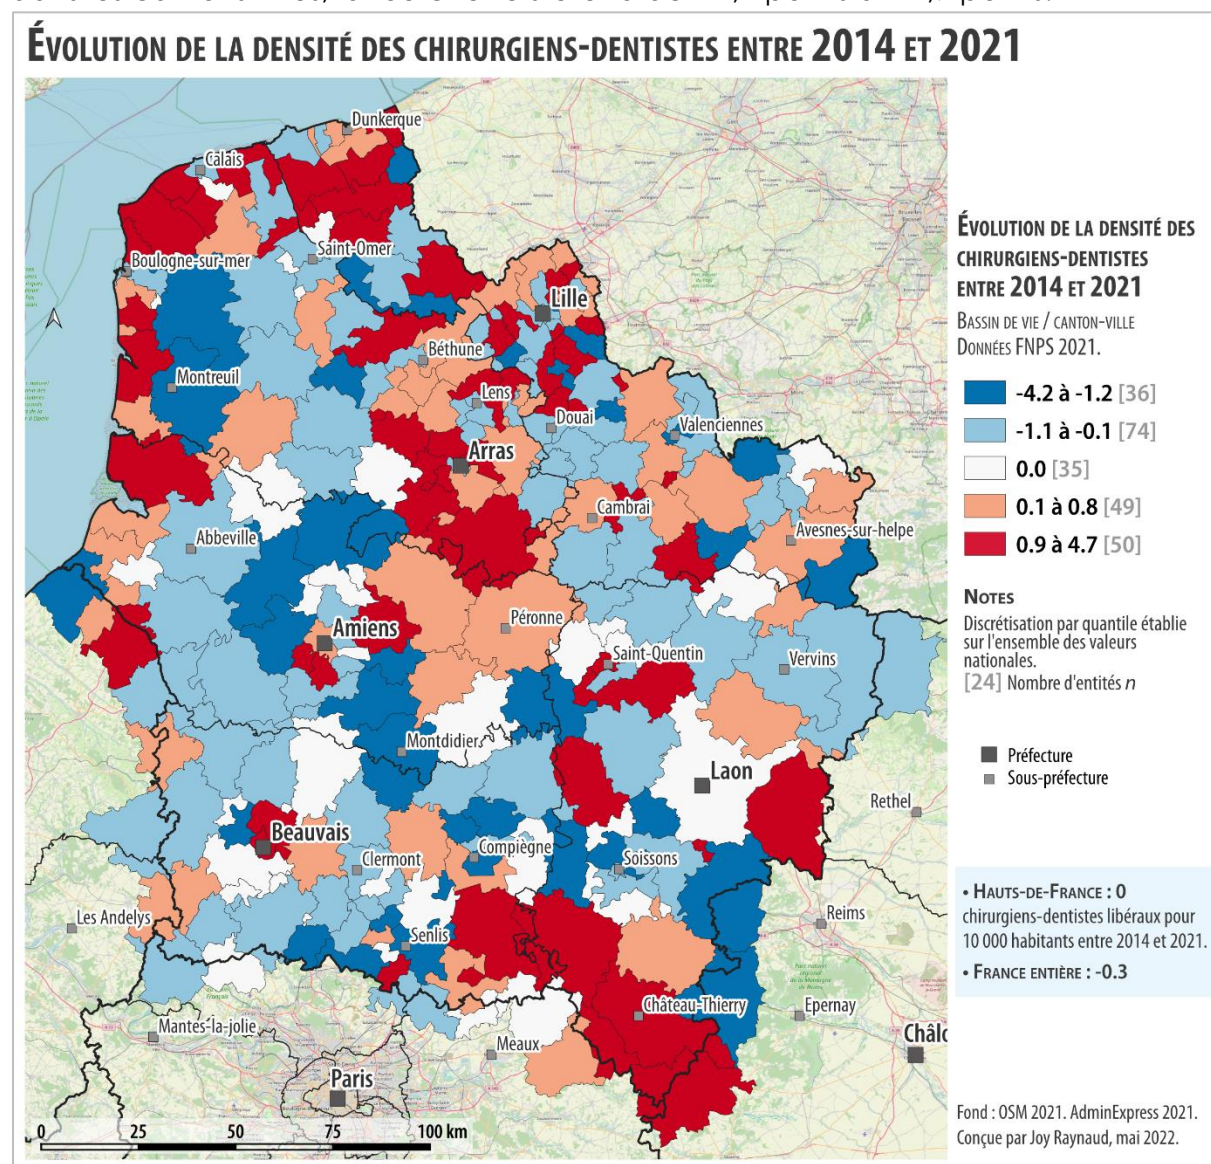 ÉVOLUTION DE LA DENSITÉ DES CHIRURGIENS-DENTISTES ENTRE 2014 ET 2021
Dunkerque
Calais
Saint-Omer
Boulogne-sur-mer
Lille
Béthune
Montreuil
Lens
Douai
Valenciennes
Arras
Cambrai
Avesnes-sur-helpe
Abbeville
Péronne
Amiens
Saint-Quentin
Vervins
Montdidier
Laon
Rethel
Beauvais
Compiègne
Clermont
Soissons
Les Andelys
Reims
Senlis
Château-Thierry
Epernay
Mantes-la-jolie
Meaux
Châlo
Paris
0 25 50 75 100 km
ÉVOLUTION DE LA DENSITÉ DES
CHIRURGIENS-DENTISTES
ENTRE 2014 ET 2021
BASSIN DE VIE / CANTON-VILLE
DONNÉES FNPS 2021.
-4.2 à -1.2 [36]
-1.1 à -0.1 [74]
0.0 [35]
0.1 à 0.8 [49]
0.9 à 4.7 [50]
NOTES
Discrétisation par quantile établie
sur l'ensemble des valeurs
nationales.
[24] Nombre d'entités n
Préfecture
Sous-préfecture
• HAUTS-DE-FRANCE : 0
chirurgiens-dentistes libéraux pour
10 000 habitants entre 2014 et 2021.
• FRANCE ENTIÈRE : -0.3
Fond : OSM 2021. AdminExpress 2021.
Conçue par Joy Raynaud, mai 2022.